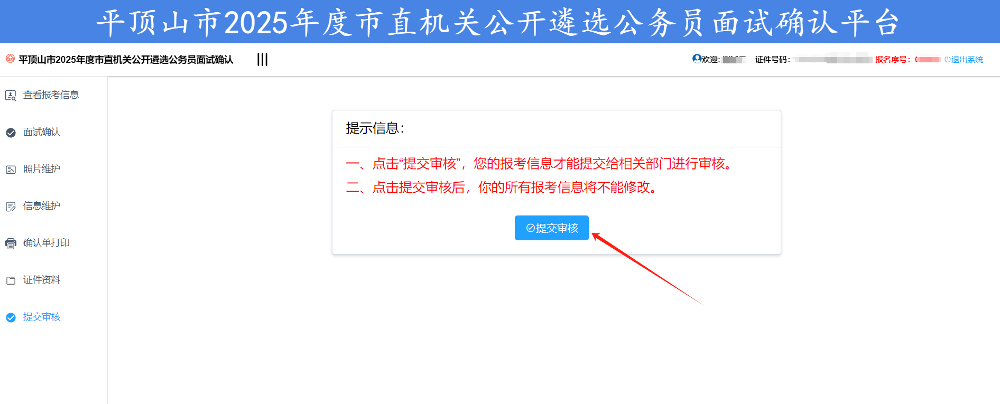 平顶山市2025年度市直机关公开遴选公务员面试确认平台
平顶山市2025年度市直机关公开遴选公务员面试确认
欢迎: 证件号码： 报名序号： 退出系统
查看报考信息
面试确认
照片维护
信息维护
确认单打印
证件资料
提交审核
提示信息：
一、点击“提交审核”，您的报考信息才能提交给相关部门进行审核。
二、点击提交审核后，你的所有报考信息将不能修改。
提交审核